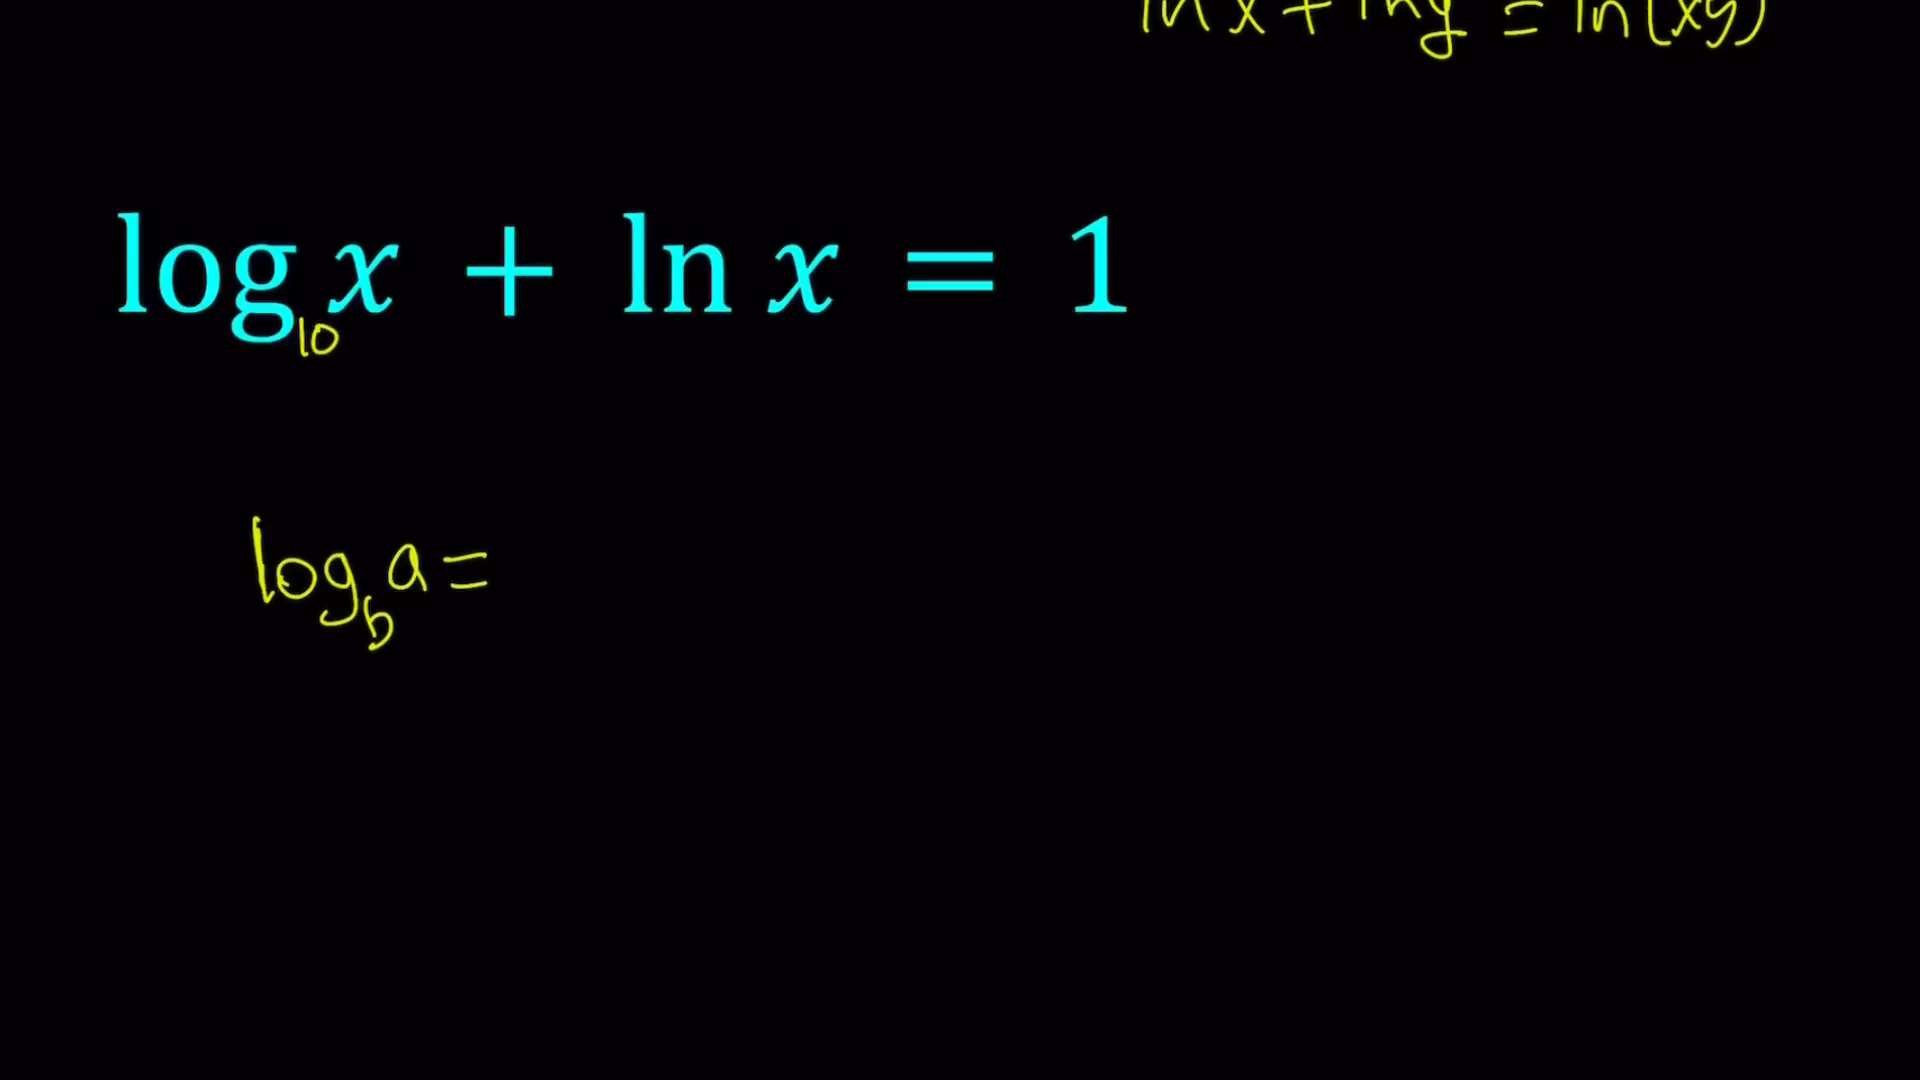 ln x + ln y = ln(xy)
log₁₀ x + ln x = 1
log_b a =